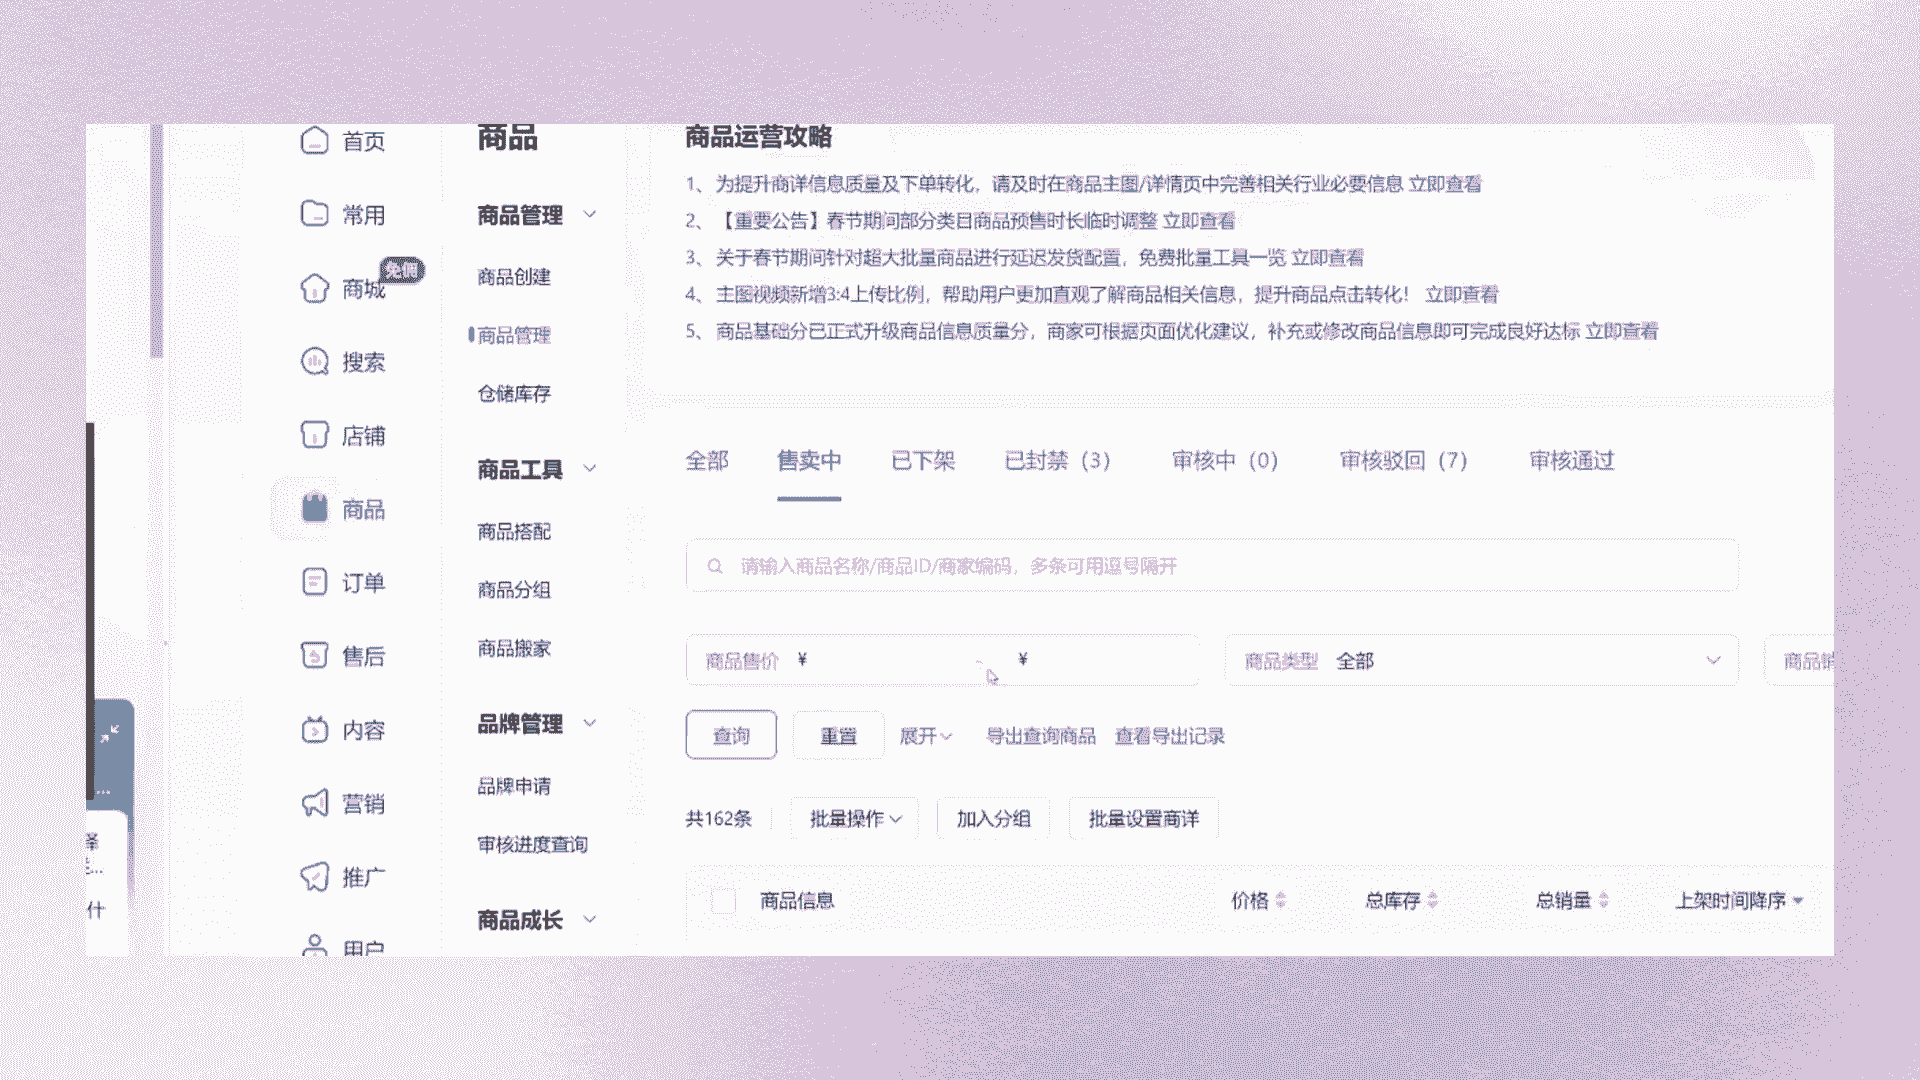 首页
常用
免佣
商城
搜索
店铺
商品
订单
售后
内容
营销
推广
用户
商品
商品管理
商品创建
商品管理
仓储库存
商品工具
商品搭配
商品分组
商品搬家
品牌管理
品牌申请
审核进度查询
商品成长
商品运营攻略
1、 为提升商详信息质量及下单转化，请及时在商品主图/详情页中完善相关行业必要信息 立即查看
2、 【重要公告】春节期间部分类目商品预售时长临时调整 立即查看
3、 关于春节期间针对超大批量商品进行延迟发货配置，免费批量工具一览 立即查看
4、 主图视频新增3:4上传比例，帮助用户更加直观了解商品相关信息，提升商品点击转化！ 立即查看
5、 商品基础分已正式升级商品信息质量分，商家可根据页面优化建议，补充或修改商品信息即可完成良好达标 立即查看
全部 售卖中 已下架 已封禁（3） 审核中（0） 审核驳回（7） 审核通过
请输入商品名称/商品ID/商家编码，多条可用逗号隔开
商品售价 ¥ ~ ¥ 商品类型 全部 商品销
查询 重置 展开 导出查询商品 查看导出记录
共162条 批量操作 加入分组 批量设置商详
商品信息 价格 总库存 总销量 上架时间降序
...
什